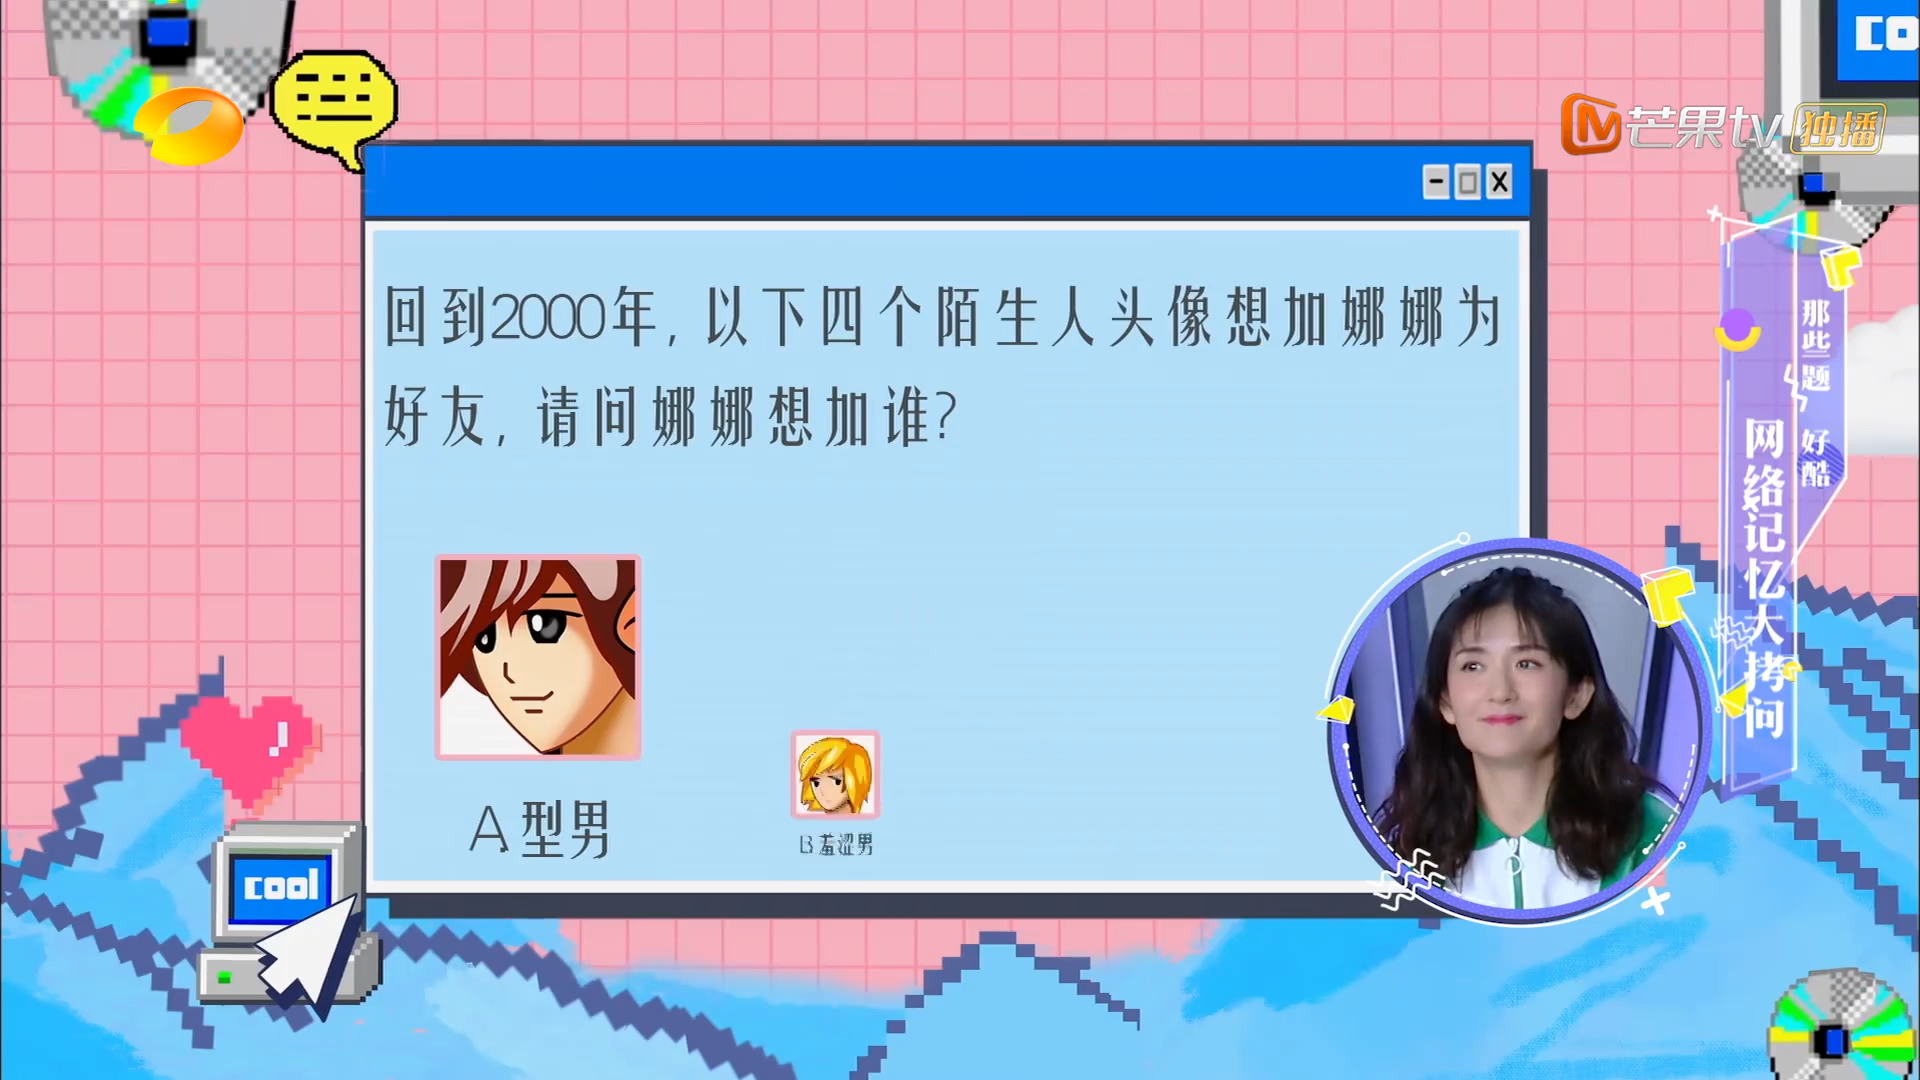 CO
芒果tv 独播
回到2000年,以下四个陌生人头像想加娜娜为
好友,请问娜娜想加谁?
A 型男
B 羞涩男
那些题 好酷
网络记忆大拷问
cool